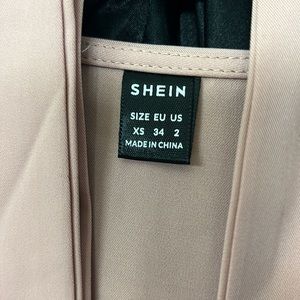 SHEIN
SIZE EU US
XS 34 2
MADE IN CHINA